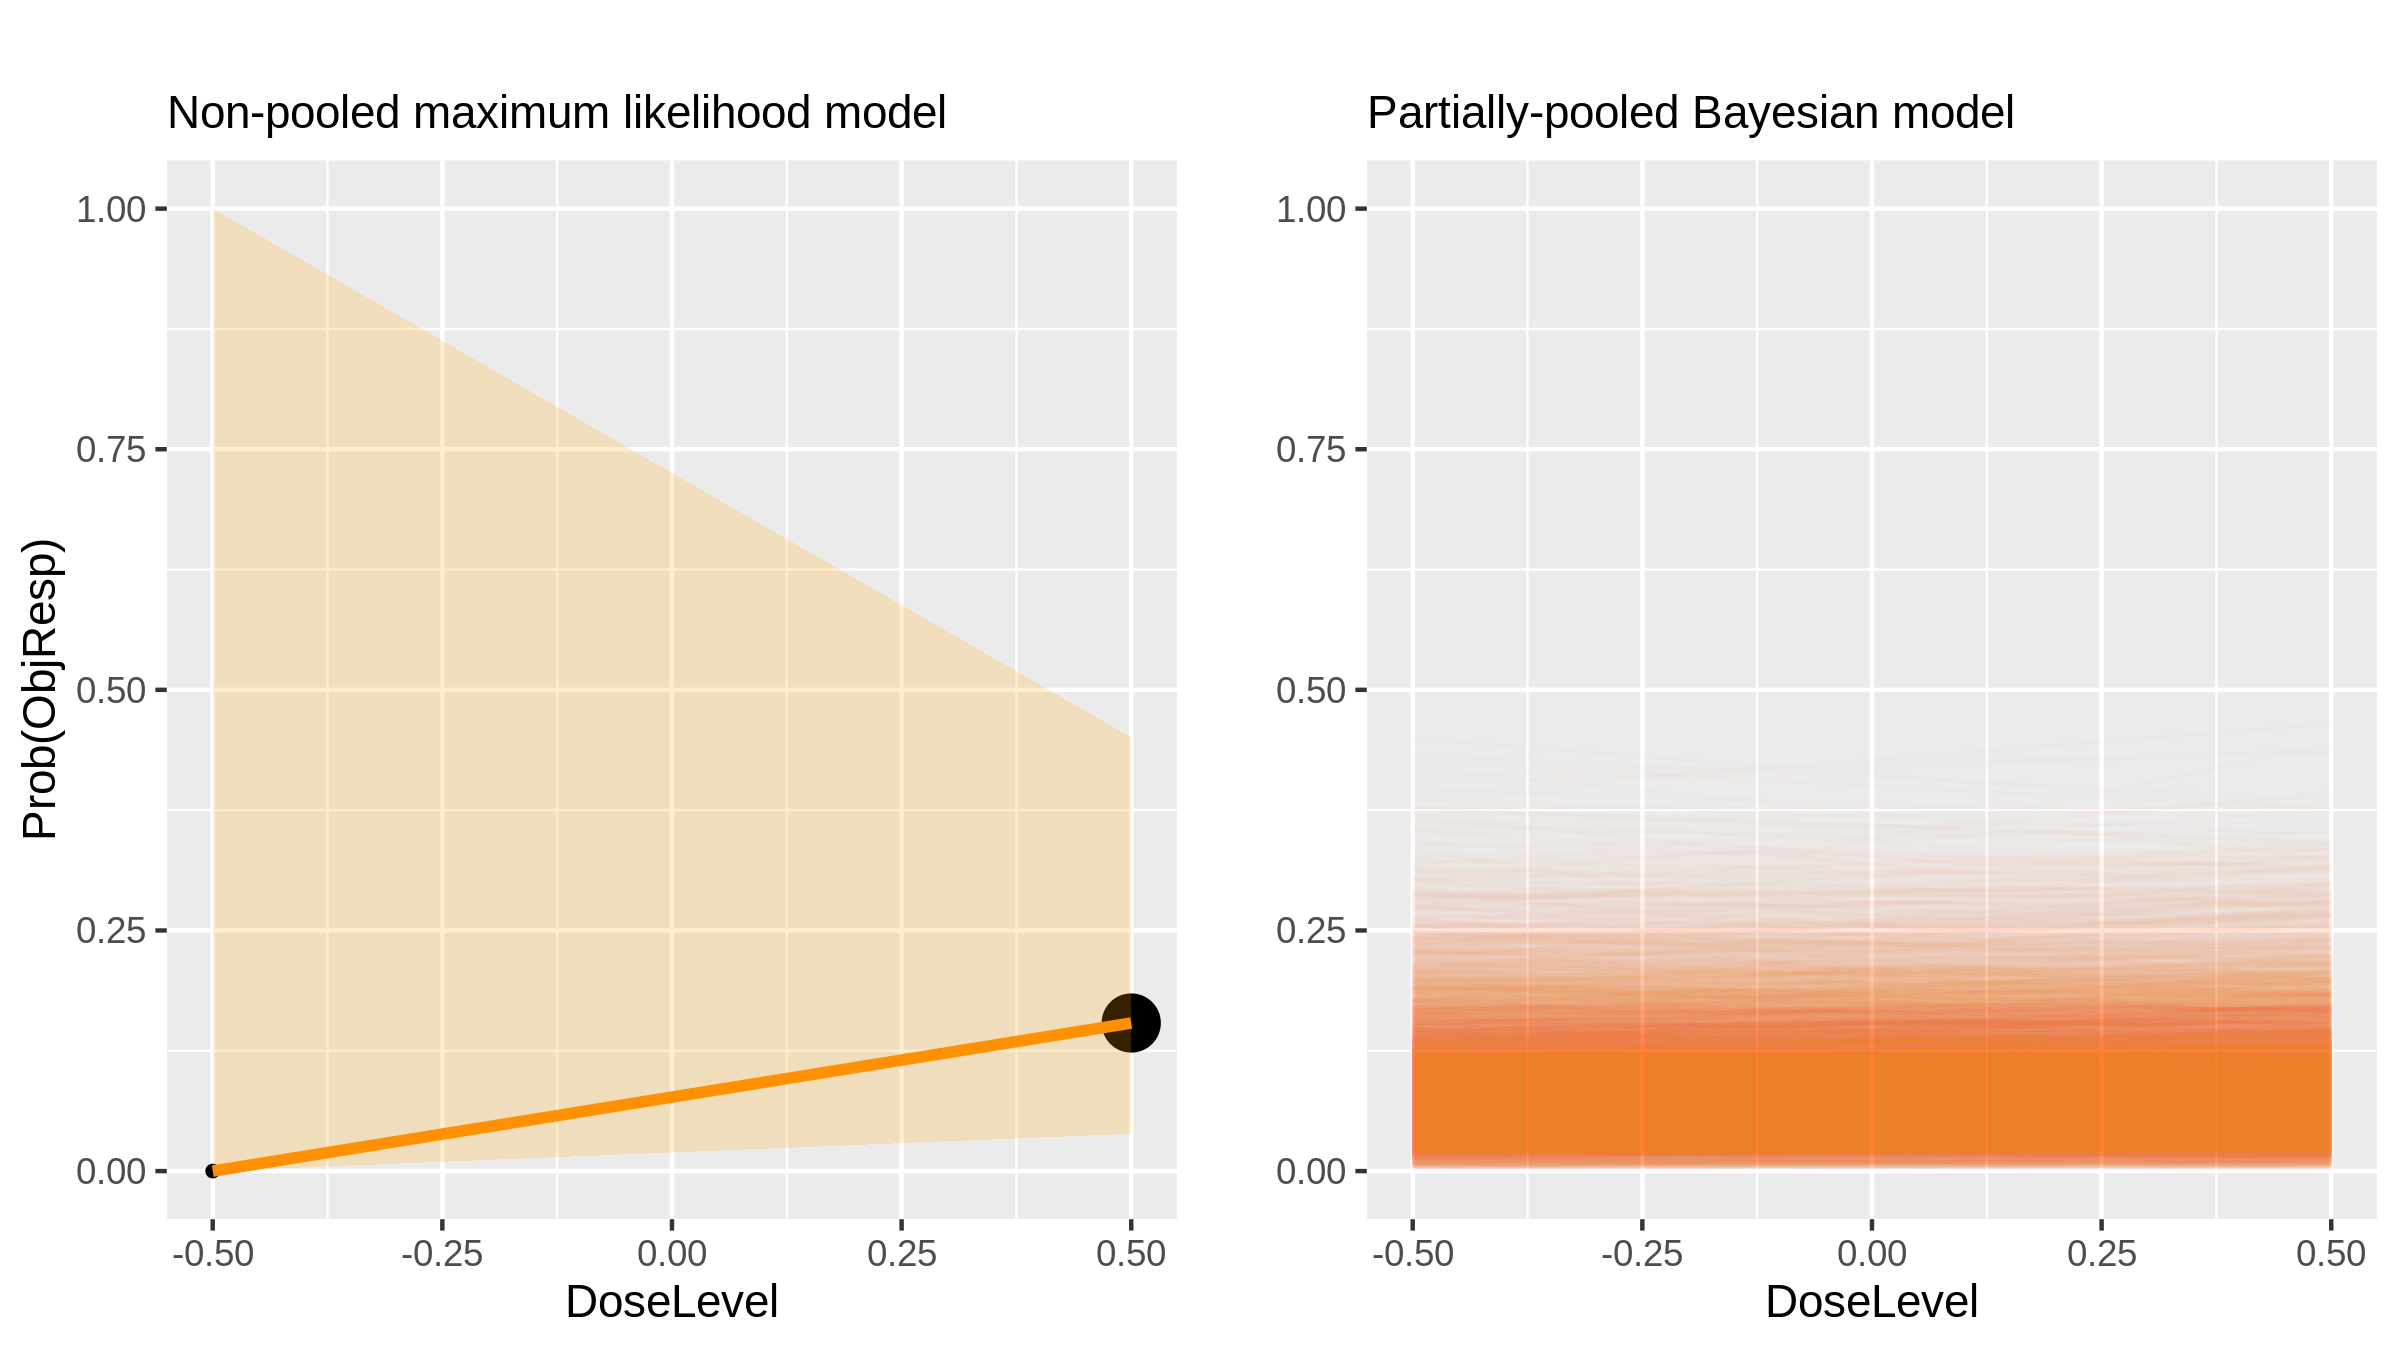 Non-pooled maximum likelihood model
Partially-pooled Bayesian model
Prob(ObjResp)
1.00
0.75
0.50
0.25
0.00
-0.50 -0.25 0.00 0.25 0.50
DoseLevel
1.00
0.75
0.50
0.25
0.00
-0.50 -0.25 0.00 0.25 0.50
DoseLevel